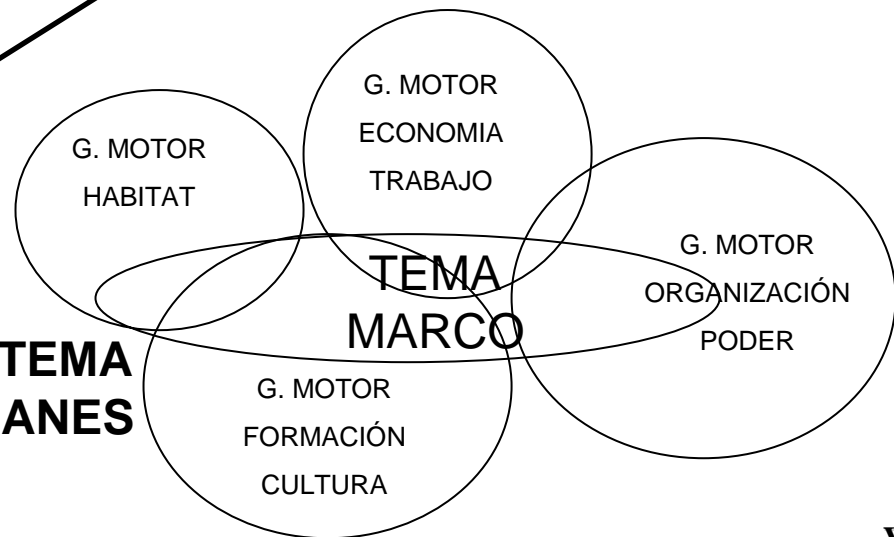 G. MOTOR
ECONOMIA
TRABAJO
G. MOTOR
HABITAT
G. MOTOR
ORGANIZACIÓN
PODER
TEMA
MARCO
TEMA
ANES
G. MOTOR
FORMACIÓN
CULTURA